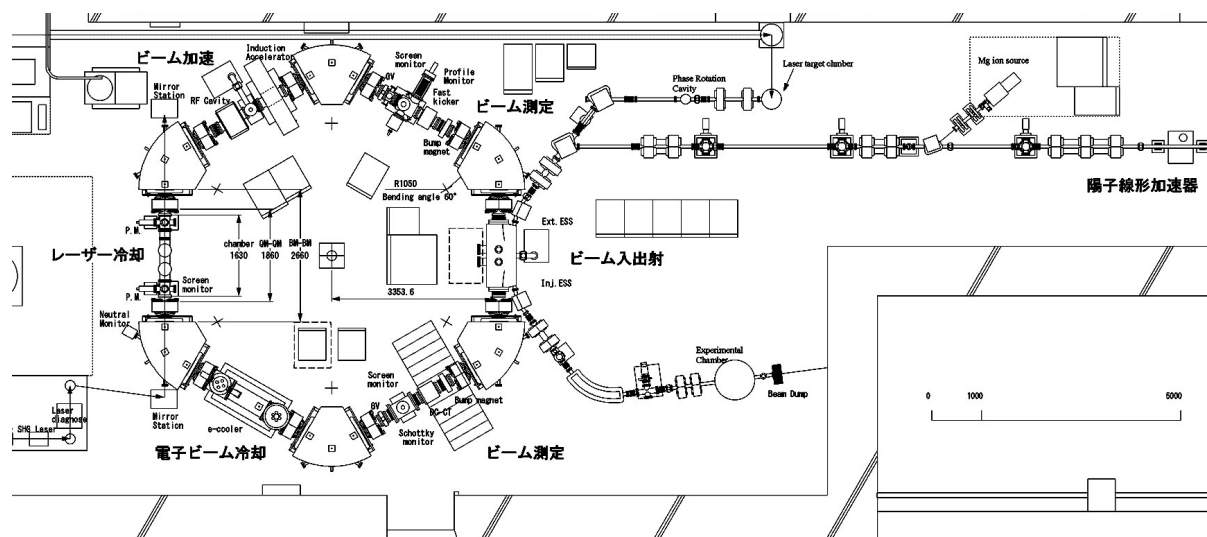 ビーム加速
Induction
Accelerator
Mirror
Station
RF Cavity
GV
Screen
monitor
Profile
Monitor
Fast
kicker
Bump
magnet
ビーム測定
Phase Rotation
Cavity
Laser target chmber
Mg ion source
陽子線形加速器
R1050
Bending angle 60°
P.M.
レーザー冷却
chamber
1630
QM-QM
1860
BM-BM
2660
3353.6
Ext.ESS
ビーム入出射
Inj.ESS
P.M.
Screen
monitor
Neutral
Monitor
Experimental
Chamber
Beam Dump
0 1000 6000
Laser
diagnose
SHG Laser
Mirror
Station
e-cooler
電子ビーム冷却
Screen
monitor
GV
Schottky
monitor
DC-CT
Bump magnet
ビーム測定